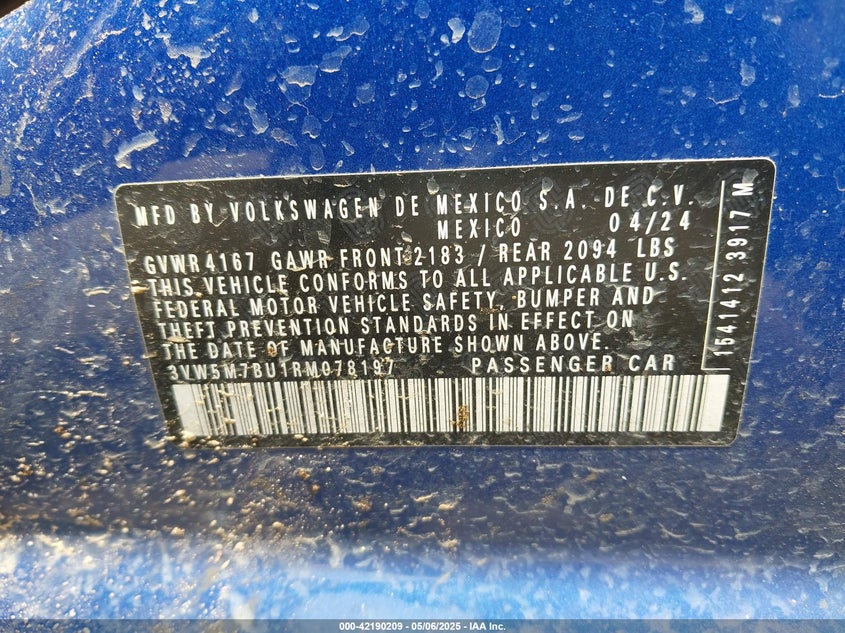 MFD BY VOLKSWAGEN DE MEXICO S.A. DE C.V.
MEXICO 04/24
GVWR 4167 GAWR FRONT 2183 / REAR 2094 LBS
THIS VEHICLE CONFORMS TO ALL APPLICABLE U.S.
FEDERAL MOTOR VEHICLE SAFETY, BUMPER AND
THEFT PREVENTION STANDARDS IN EFFECT ON
THE DATE OF MANUFACTURE SHOWN ABOVE.
3VW5M7BU1RM078197 PASSENGER CAR
1541412 3917 M
000-42190209 - 05/06/2025 - IAA Inc.